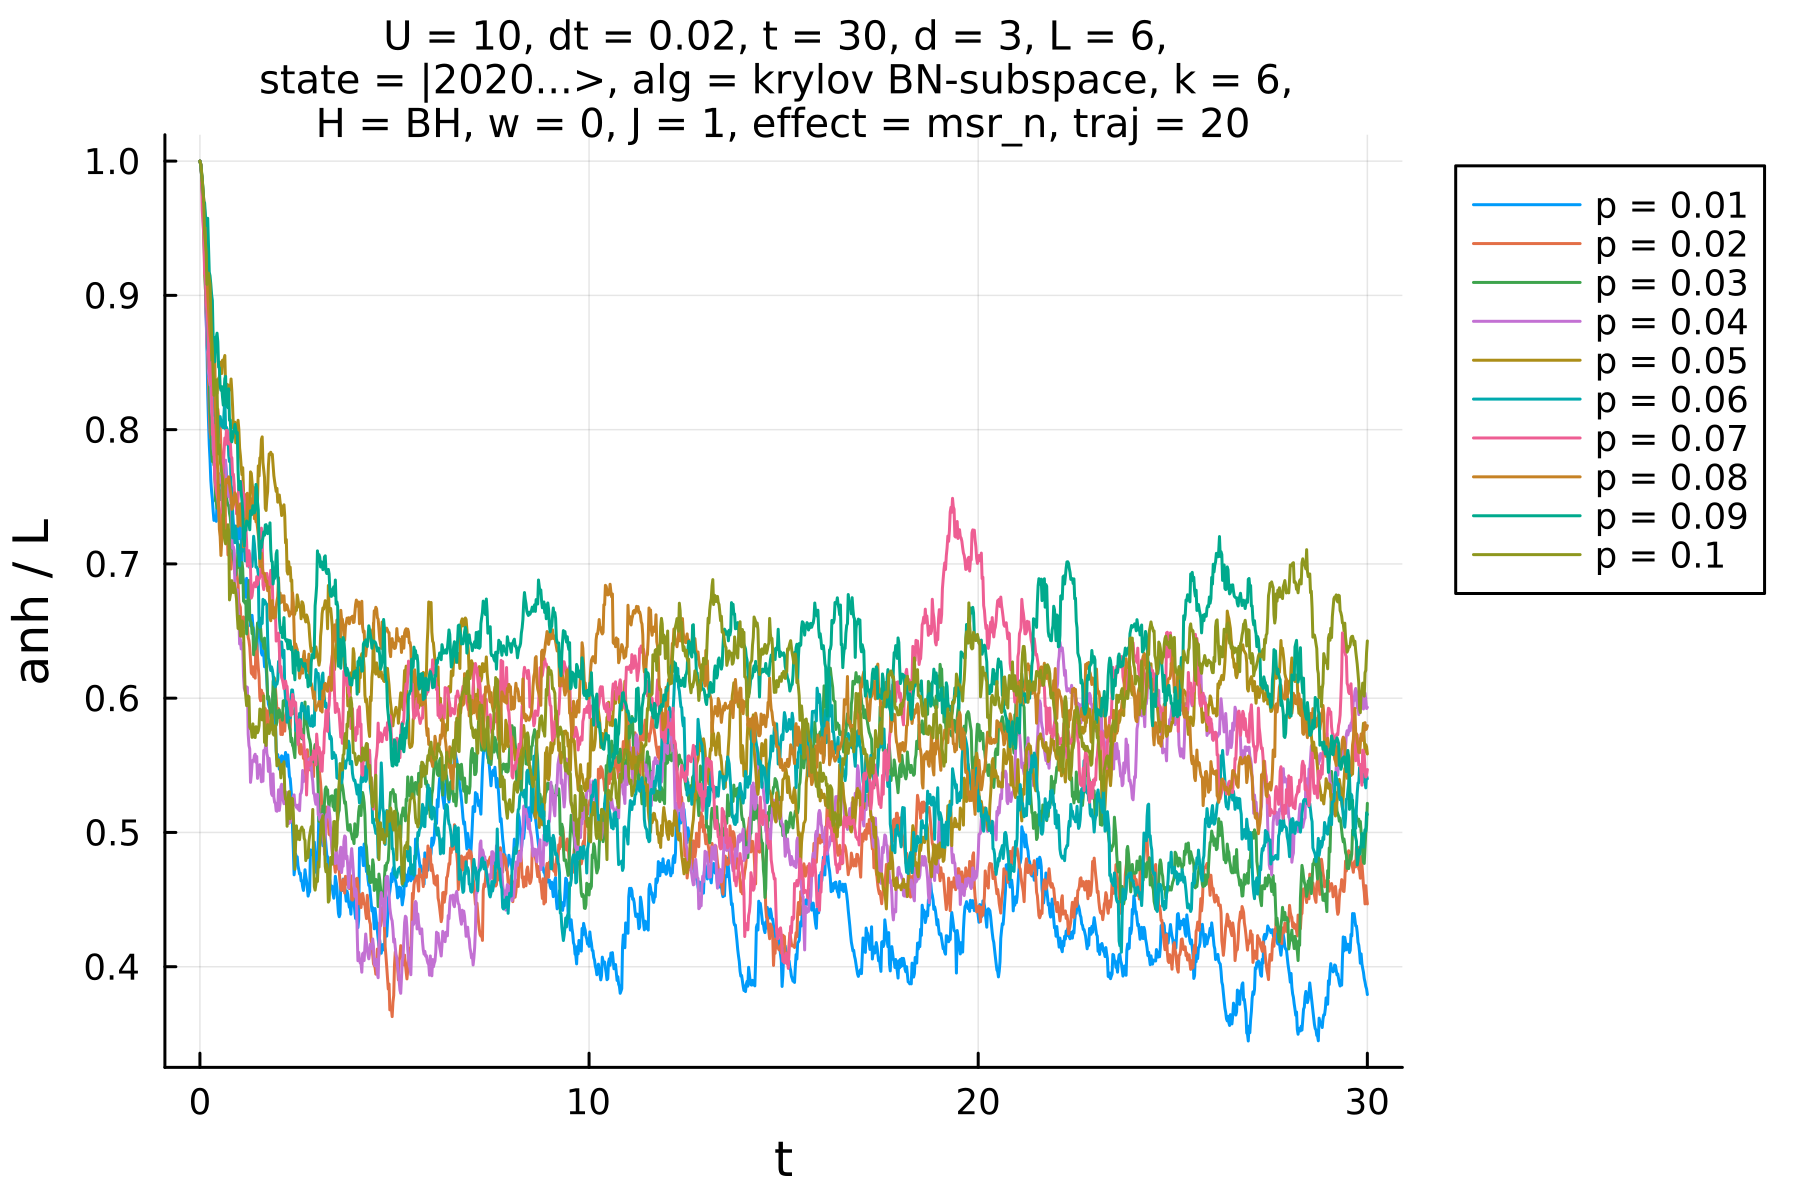 U = 10, dt = 0.02, t = 30, d = 3, L = 6,
state = |2020...>, alg = krylov BN-subspace, k = 6,
H = BH, w = 0, J = 1, effect = msr_n, traj = 20
1.0
0.9
0.8
0.7
0.6
0.5
0.4
anh / L
0
10
20
30
t
p = 0.01
p = 0.02
p = 0.03
p = 0.04
p = 0.05
p = 0.06
p = 0.07
p = 0.08
p = 0.09
p = 0.1